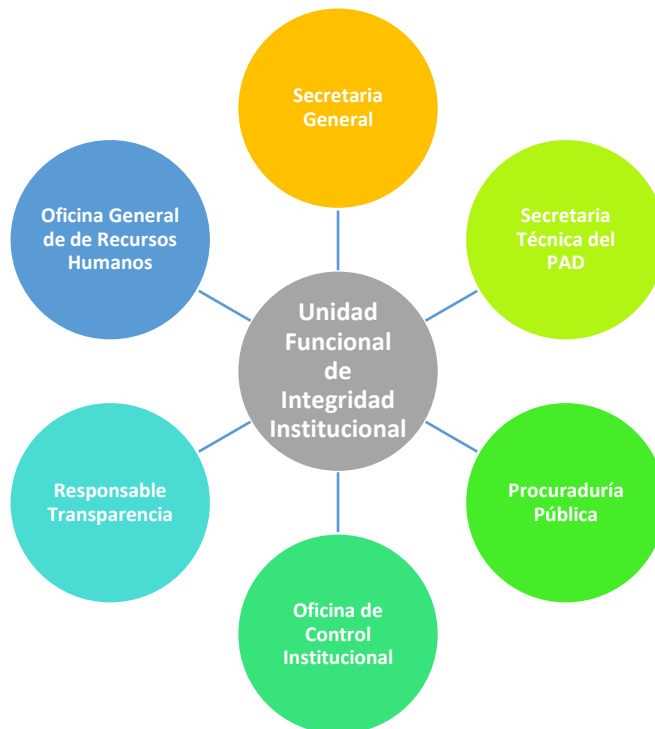 Secretaria
General
Oficina General
de de Recursos
Humanos
Secretaria
Técnica del
PAD
Unidad
Funcional
de
Integridad
Institucional
Responsable
Transparencia
Procuraduría
Pública
Oficina de
Control
Institucional